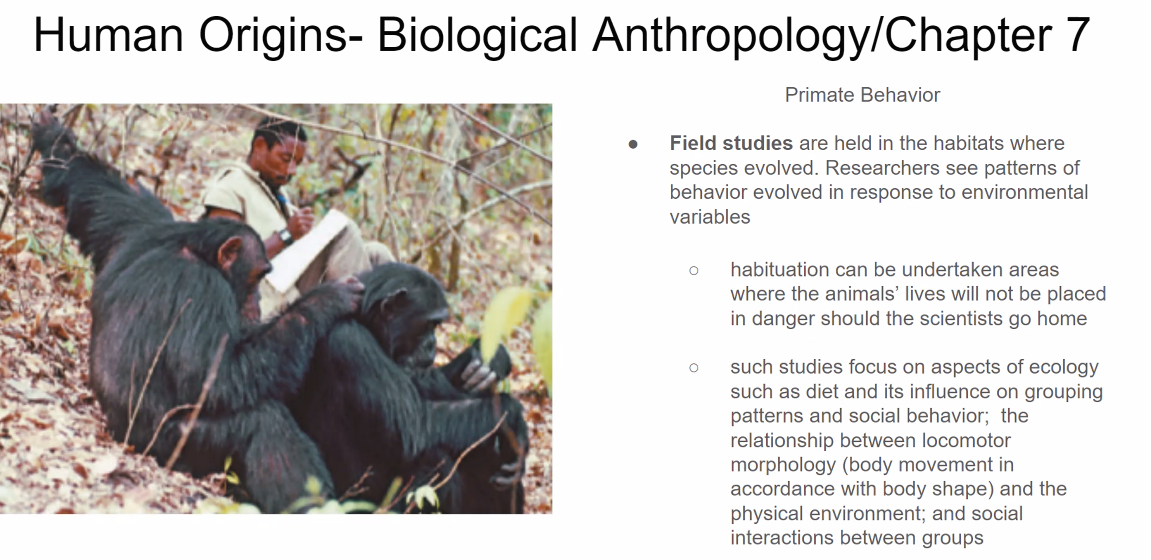 Human Origins- Biological Anthropology/Chapter 7
Primate Behavior
● Field studies are held in the habitats where
species evolved. Researchers see patterns of
behavior evolved in response to environmental
variables
○ habituation can be undertaken areas
where the animals’ lives will not be placed
in danger should the scientists go home
○ such studies focus on aspects of ecology
such as diet and its influence on grouping
patterns and social behavior;  the
relationship between locomotor
morphology (body movement in
accordance with body shape) and the
physical environment; and social
interactions between groups